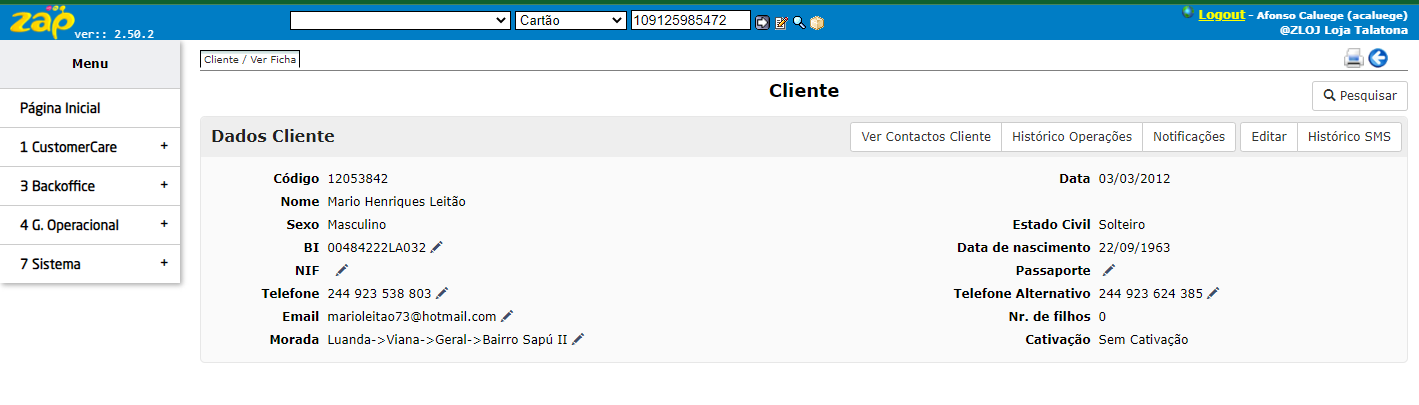 zap
ver:: 2.50.2
Cartão 109125985472
Logout - Afonso Caluege (acaluege)
@ZLOJ Loja Talatona
Menu
Página Inicial
1 CustomerCare +
3 Backoffice +
4 G. Operacional +
7 Sistema +
Cliente / Ver Ficha
Cliente
Pesquisar
Dados Cliente
Ver Contactos Cliente Histórico Operações Notificações Editar Histórico SMS
Código 12053842 Data 03/03/2012
Nome Mario Henriques Leitão
Sexo Masculino Estado Civil Solteiro
BI 00484222LA032 Data de nascimento 22/09/1963
NIF Passaporte
Telefone 244 923 538 803 Telefone Alternativo 244 923 624 385
Email marioleitao73@hotmail.com Nr. de filhos 0
Morada Luanda->Viana->Geral->Bairro Sapú II Cativação Sem Cativação